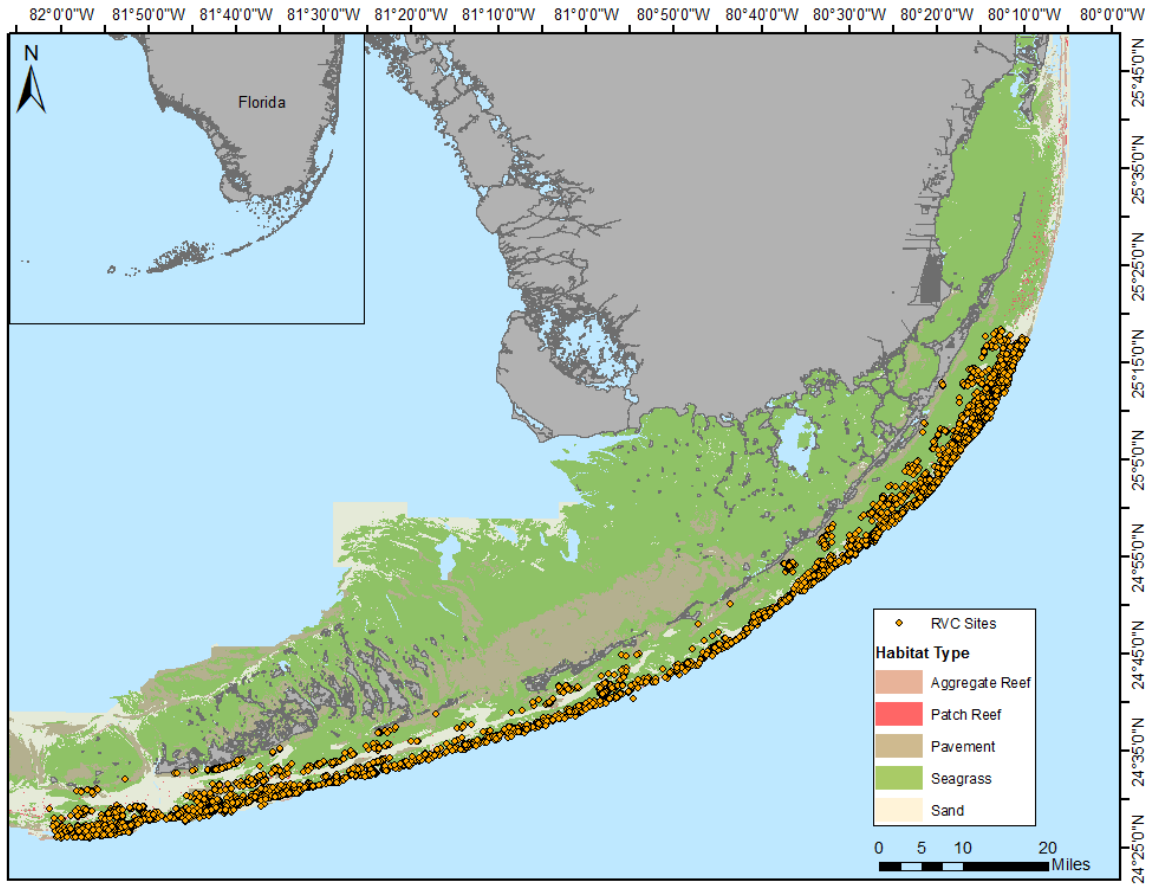 82°0'0"W 81°50'0"W 81°40'0"W 81°30'0"W 81°20'0"W 81°10'0"W 81°0'0"W 80°50'0"W 80°40'0"W 80°30'0"W 80°20'0"W 80°10'0"W 80°0'0"W
N
Florida
25°45'0"N
25°35'0"N
25°25'0"N
25°15'0"N
25°5'0"N
24°55'0"N
24°45'0"N
24°35'0"N
24°25'0"N
RVC Sites
Habitat Type
Aggregate Reef
Patch Reef
Pavement
Seagrass
Sand
0 5 10 20
Miles